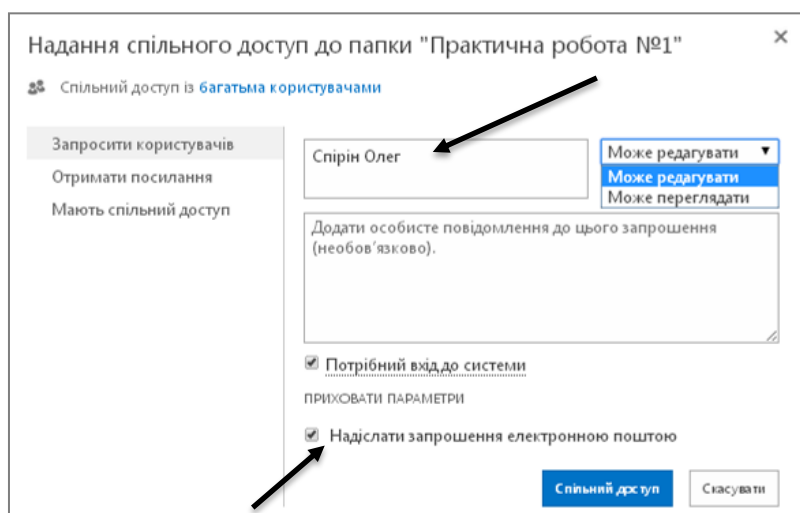 Надання спільного доступ до папки "Практична робота №1"
Спільний доступ із багатьма користувачами
Запросити користувачів
Отримати посилання
Мають спільний доступ
Спірін Олег
Може редагувати
Може редагувати
Може переглядати
Додати особисте повідомлення до цього запрошення
(необов’язково).
Потрібний вхід до системи
ПРИХОВАТИ ПАРАМЕТРИ
Надіслати запрошення електронною поштою
Спільний доступ
Скасувати